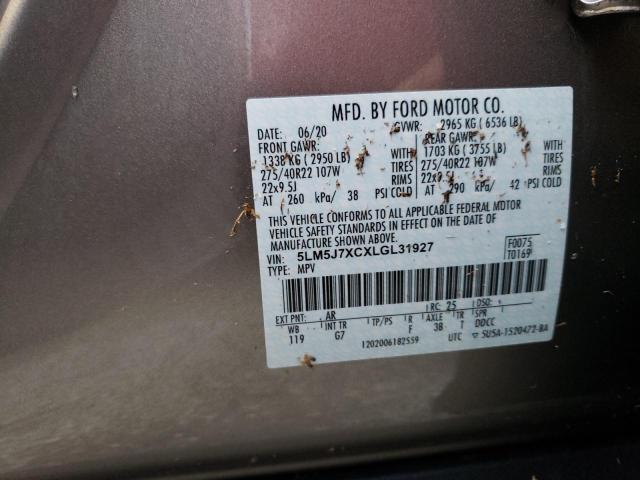 MFD. BY FORD MOTOR CO.
DATE: 06/20 GVWR: 2965 KG ( 6536 LB)
FRONT GAWR: REAR GAWR:
1338 KG ( 2950 LB) WITH 1703 KG ( 3755 LB) WITH
275/40R22 107W TIRES 275/40R22 107W TIRES
22x9.5J RIMS 22x9.5J RIMS
AT 260 kPa/ 38 PSI COLD AT 290 kPa/ 42 PSI COLD
THIS VEHICLE CONFORMS TO ALL APPLICABLE FEDERAL MOTOR
VEHICLE SAFETY STANDARDS IN EFFECT ON THE DATE OF
MANUFACTURE SHOWN ABOVE.
VIN: 5LM5J7XCXLGL31927 F0075
TYPE: MPV T0169
EXT PNT: AR RC: 25 DSO:
WB INT TR TP/PS R AXLE TR SPR
119 G7 F 38 T DDCC
1202006182559 UTC ▽ 5U5A-1520472-BA